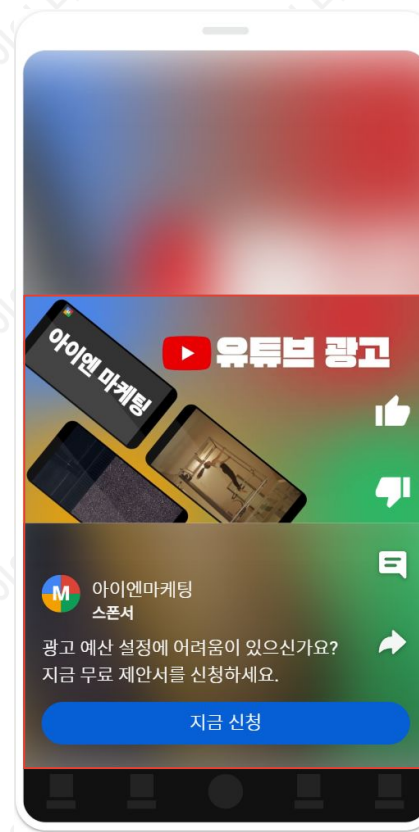 아이엔 마케팅
유튜브 광고
M
아이엔마케팅
스폰서
광고 예산 설정에 어려움이 있으신가요?
지금 무료 제안서를 신청하세요.
지금 신청